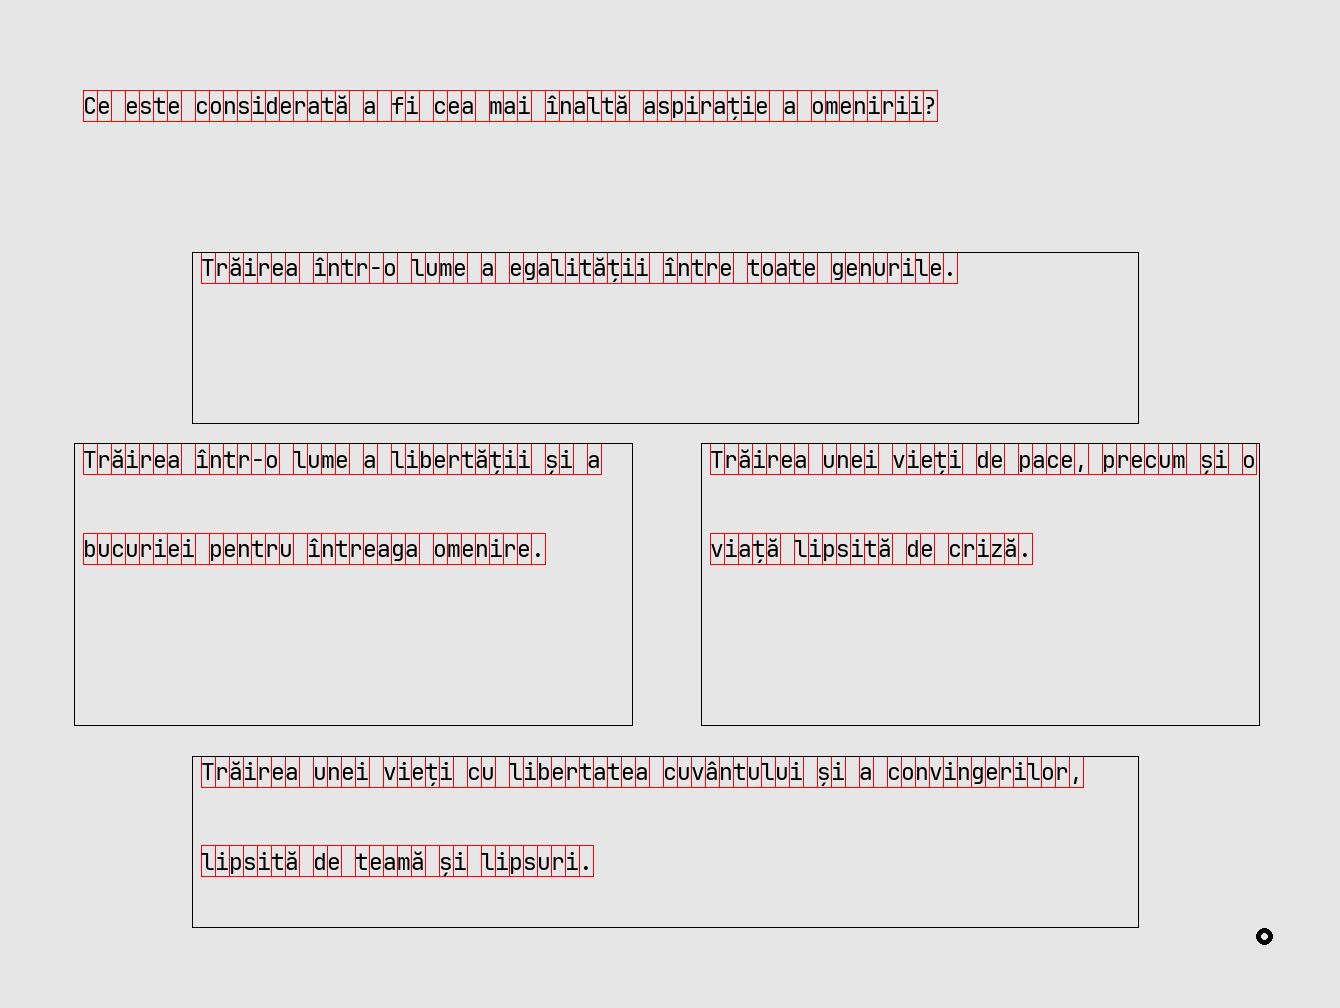 Ce este considerată a fi cea mai înaltă aspirație a omenirii?
Trăirea într-o lume a egalității între toate genurile.
Trăirea într-o lume a libertății și a
bucuriei pentru întreaga omenire.
Trăirea unei vieți de pace, precum și o
viață lipsită de criză.
Trăirea unei vieți cu libertatea cuvântului și a convingerilor,
lipsită de teamă și lipsuri.